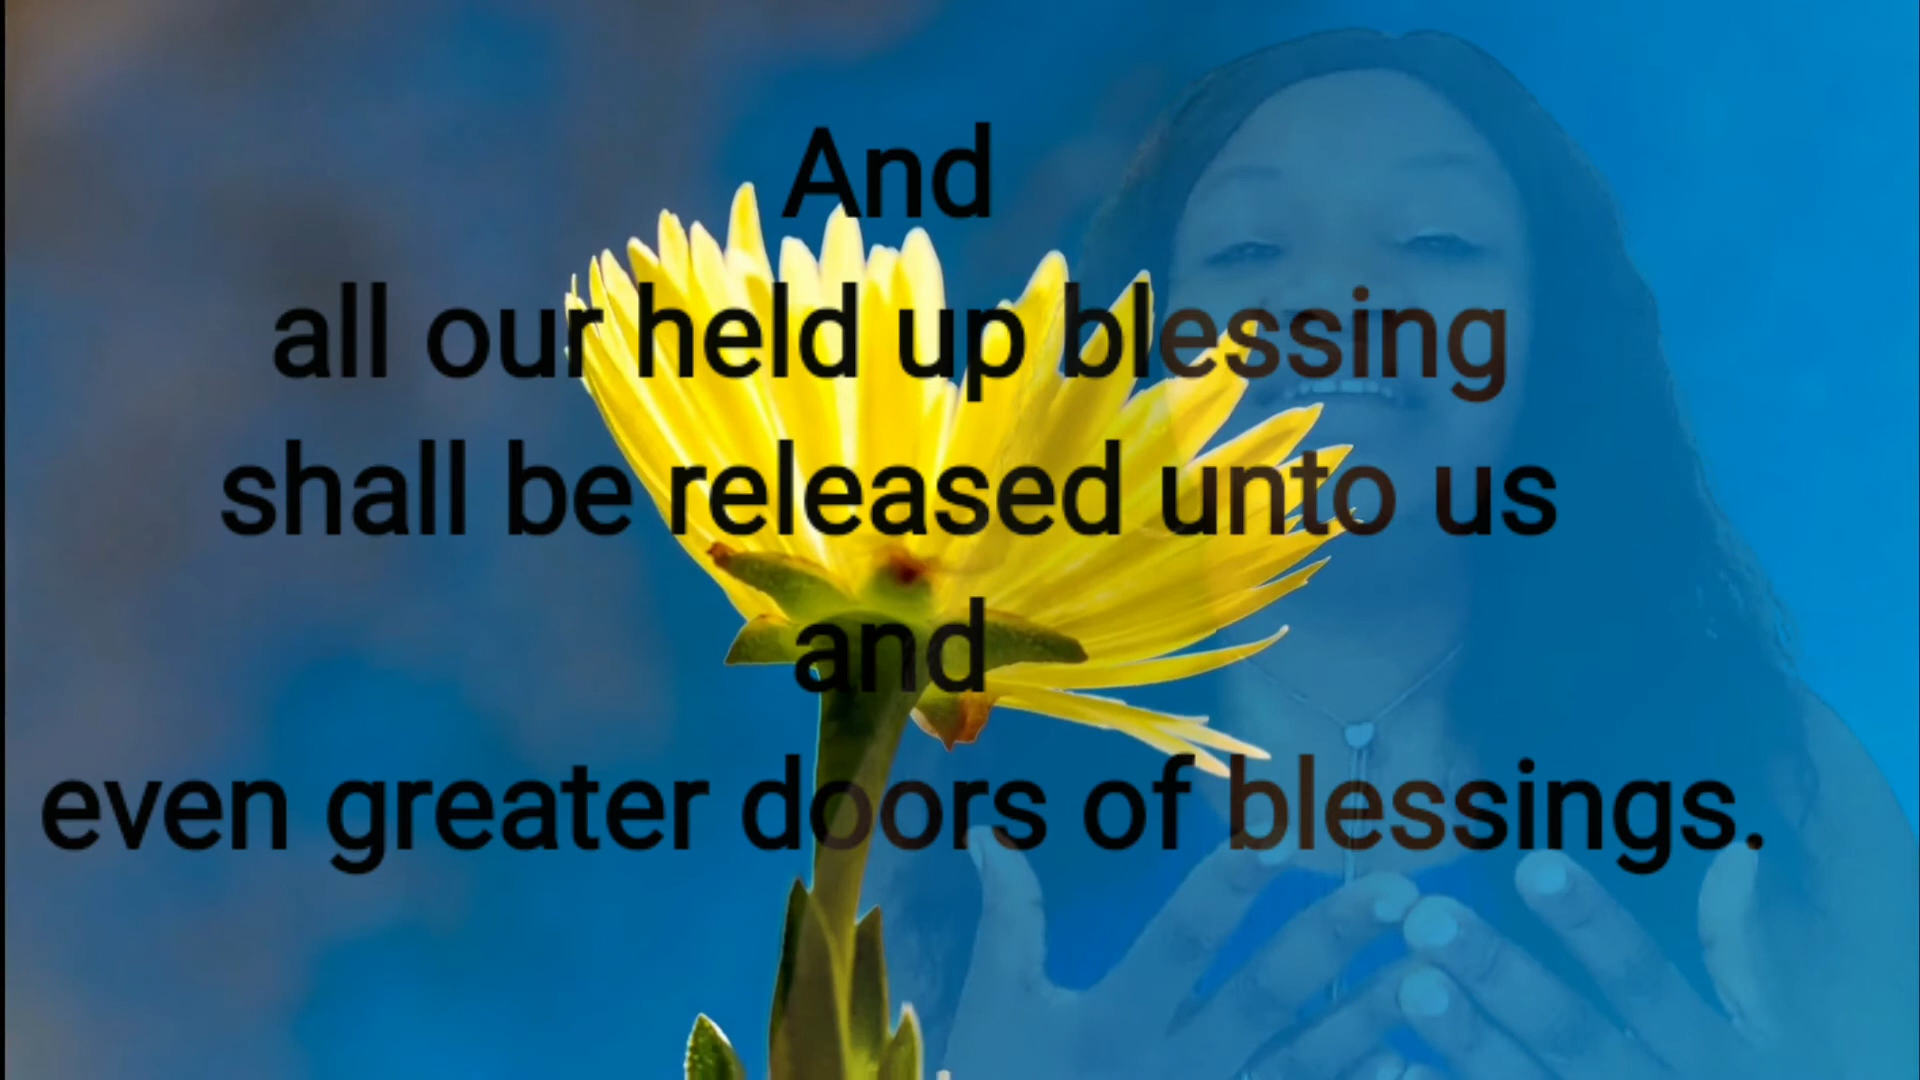 And
all our held up blessing
shall be released unto us
and
even greater doors of blessings.